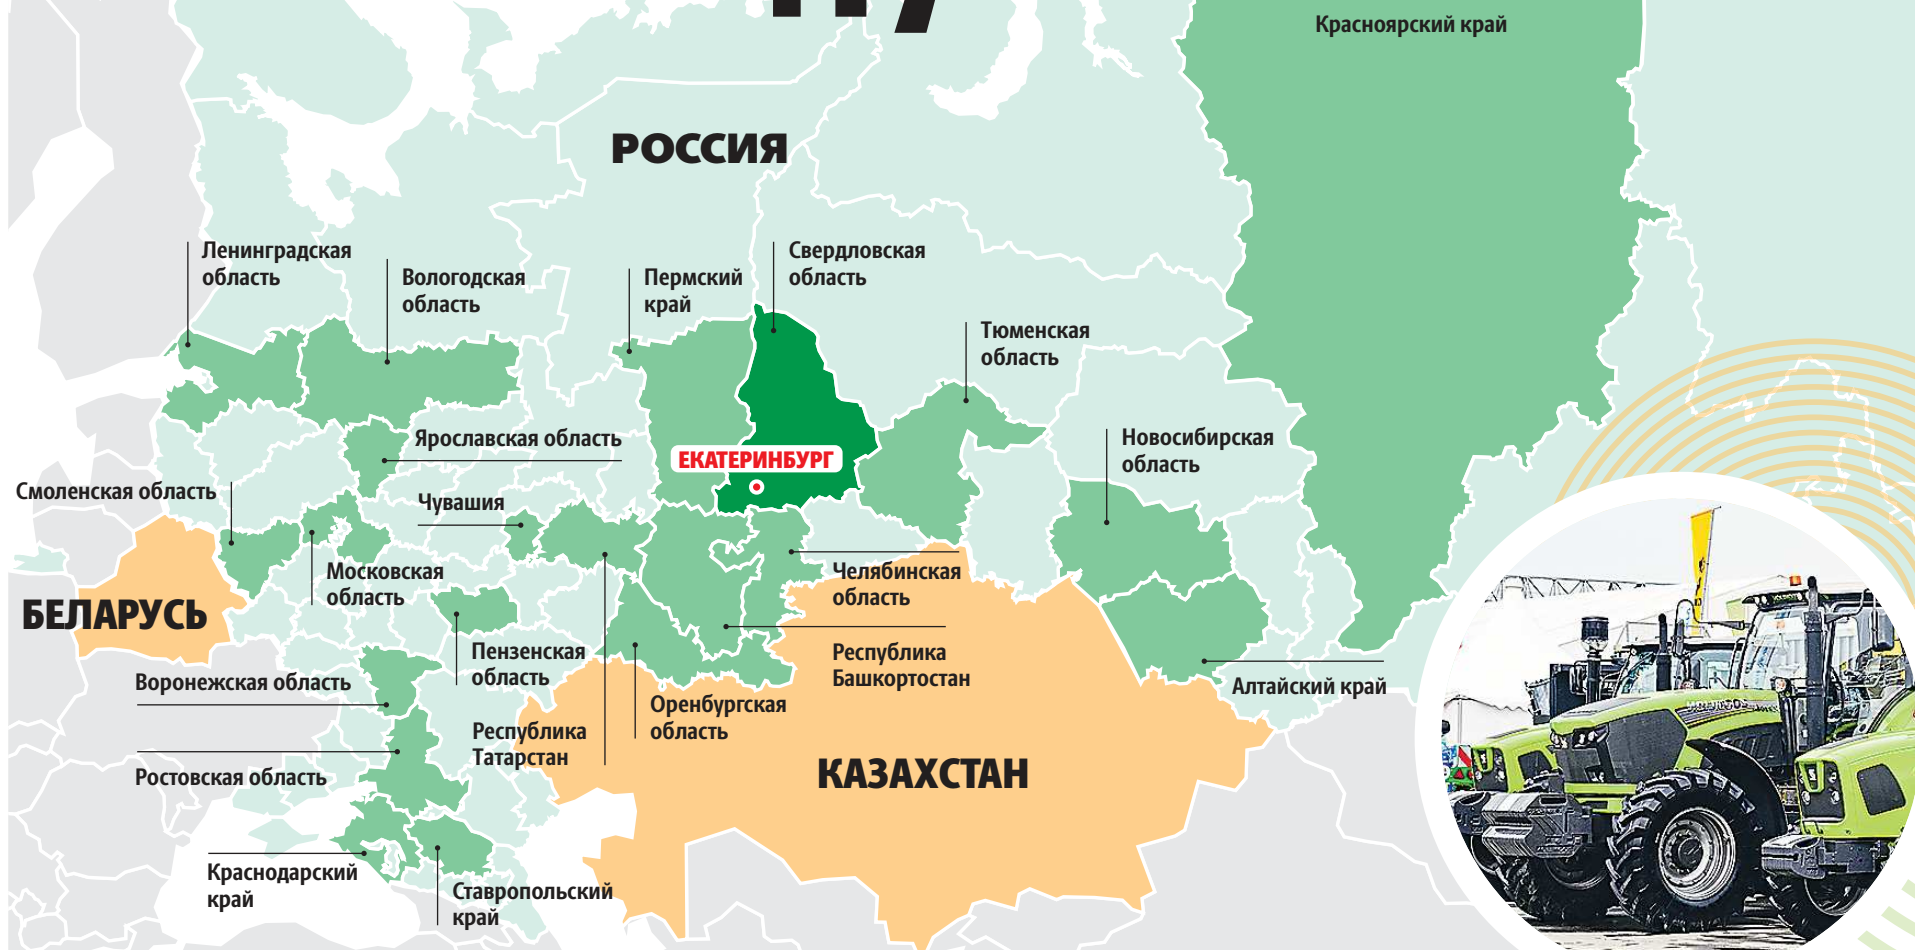 Красноярский край
РОССИЯ
Ленинградская
область
Вологодская
область
Пермский
край
Свердловская
область
Тюменская
область
Ярославская область
ЕКАТЕРИНБУРГ
Новосибирская
область
Смоленская область
Чувашия
Московская
область
Челябинская
область
БЕЛАРУСЬ
Пензенская
область
Республика
Башкортостан
Воронежская область
Алтайский край
Оренбургская
область
Республика
Татарстан
Ростовская область
КАЗАХСТАН
Краснодарский
край
Ставропольский
край